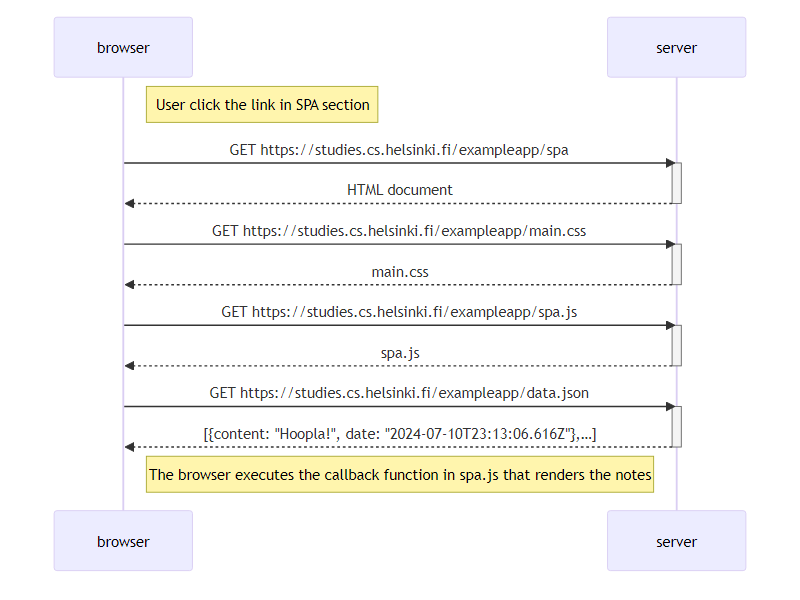 browser
server
User click the link in SPA section
GET https://studies.cs.helsinki.fi/exampleapp/spa
HTML document
GET https://studies.cs.helsinki.fi/exampleapp/main.css
main.css
GET https://studies.cs.helsinki.fi/exampleapp/spa.js
spa.js
GET https://studies.cs.helsinki.fi/exampleapp/data.json
[{content: "Hoopla!", date: "2024-07-10T23:13:06.616Z"},...]
The browser executes the callback function in spa.js that renders the notes
browser
server